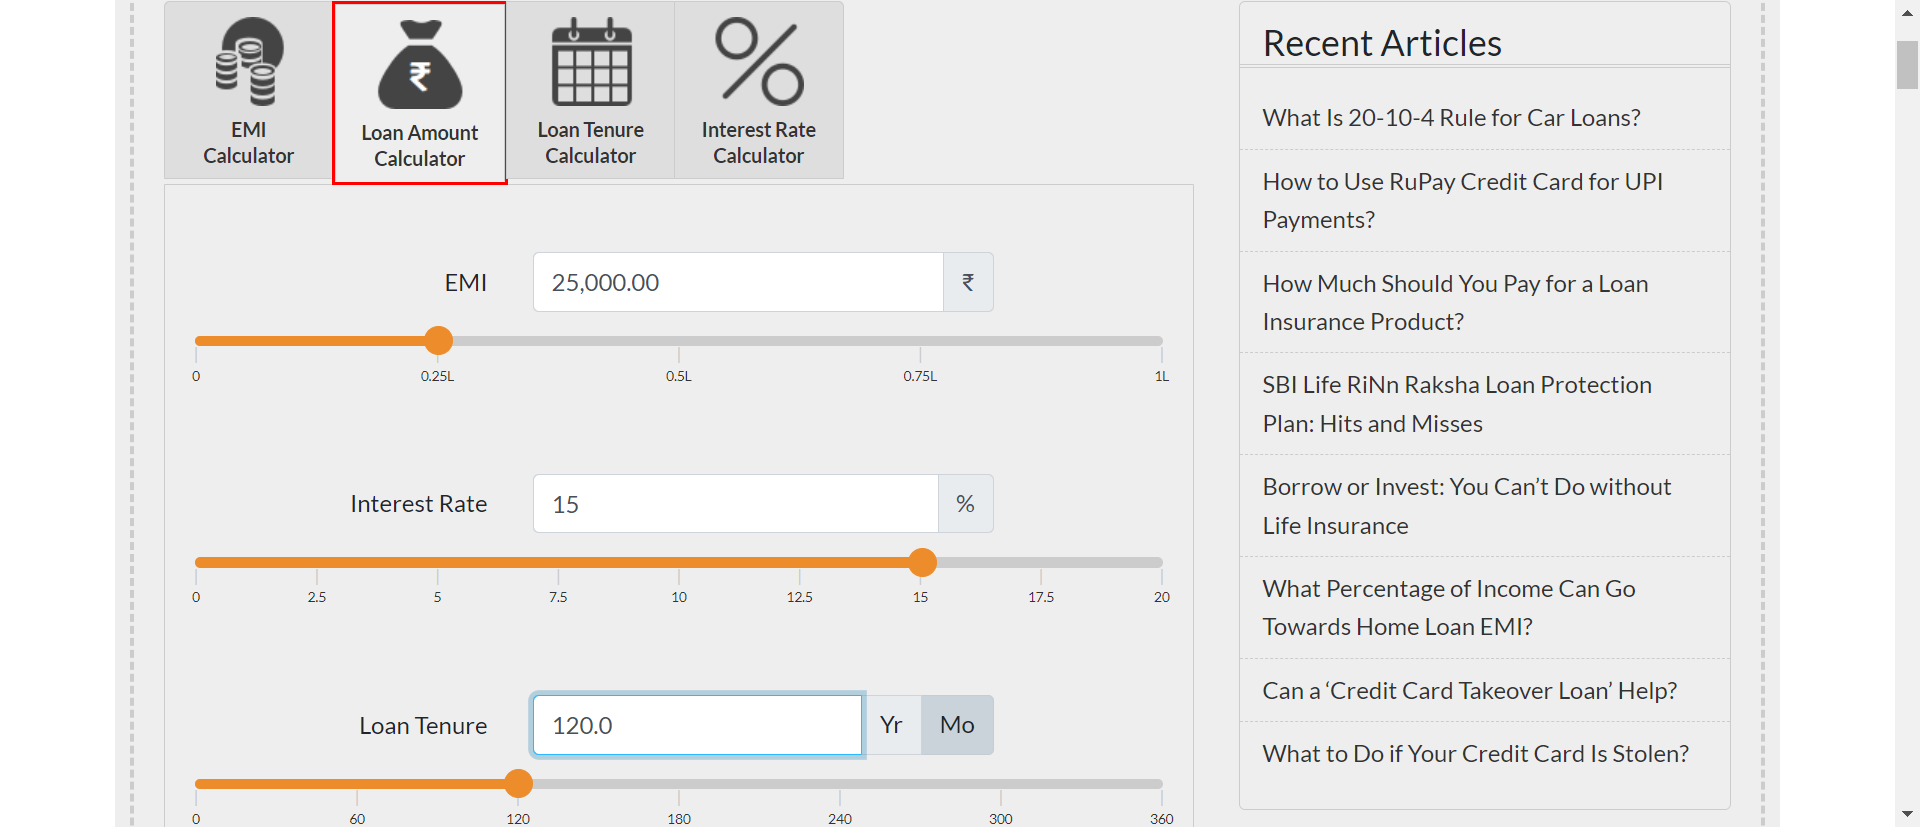 EMI
Calculator
₹
Loan Amount
Calculator
Loan Tenure
Calculator
Interest Rate
Calculator
EMI
25,000.00
₹
0
0.25L
0.5L
0.75L
1L
Interest Rate
15
%
0
2.5
5
7.5
10
12.5
15
17.5
20
Loan Tenure
120.0
Yr
Mo
0
60
120
180
240
300
360
Recent Articles
What Is 20-10-4 Rule for Car Loans?
How to Use RuPay Credit Card for UPI
Payments?
How Much Should You Pay for a Loan
Insurance Product?
SBI Life RiNn Raksha Loan Protection
Plan: Hits and Misses
Borrow or Invest: You Can’t Do without
Life Insurance
What Percentage of Income Can Go
Towards Home Loan EMI?
Can a ‘Credit Card Takeover Loan’ Help?
What to Do if Your Credit Card Is Stolen?